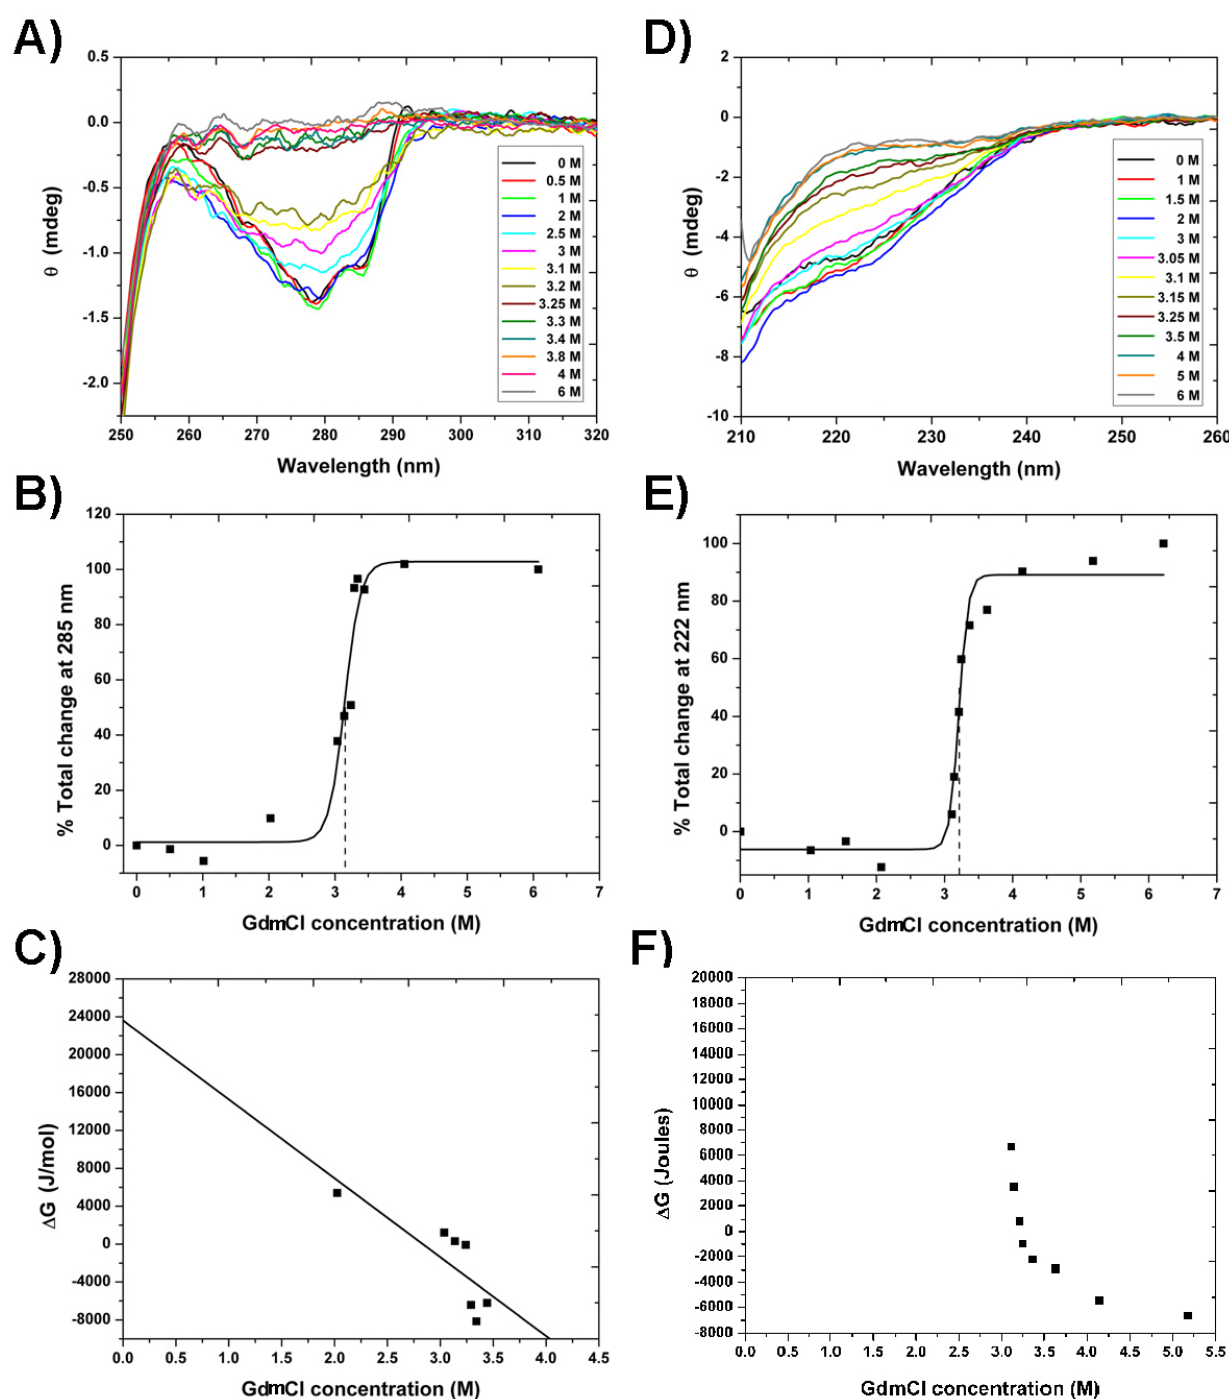 A)
0.5
0.0
-0.5
-1.0
-1.5
-2.0
θ (mdeg)
250 260 270 280 290 300 310 320
Wavelength (nm)
0 M
0.5 M
1 M
2 M
2.5 M
3 M
3.1 M
3.2 M
3.25 M
3.3 M
3.4 M
3.8 M
4 M
6 M
D)
2
0
-2
-4
-6
-8
-10
θ (mdeg)
210 220 230 240 250 260
Wavelength (nm)
0 M
1 M
1.5 M
2 M
3 M
3.05 M
3.1 M
3.15 M
3.25 M
3.5 M
4 M
5 M
6 M
B)
120
100
80
60
40
20
0
% Total change at 285 nm
0 1 2 3 4 5 6 7
GdmCl concentration (M)
E)
100
80
60
40
20
0
% Total change at 222 nm
0 1 2 3 4 5 6 7
GdmCl concentration (M)
C)
28000
24000
20000
16000
12000
8000
4000
0
-4000
-8000
ΔG (J/mol)
0.0 0.5 1.0 1.5 2.0 2.5 3.0 3.5 4.0 4.5
GdmCl concentration (M)
F)
20000
18000
16000
14000
12000
10000
8000
6000
4000
2000
0
-2000
-4000
-6000
-8000
ΔG (Joules)
0.0 0.5 1.0 1.5 2.0 2.5 3.0 3.5 4.0 4.5 5.0 5.5
GdmCl concentration (M)